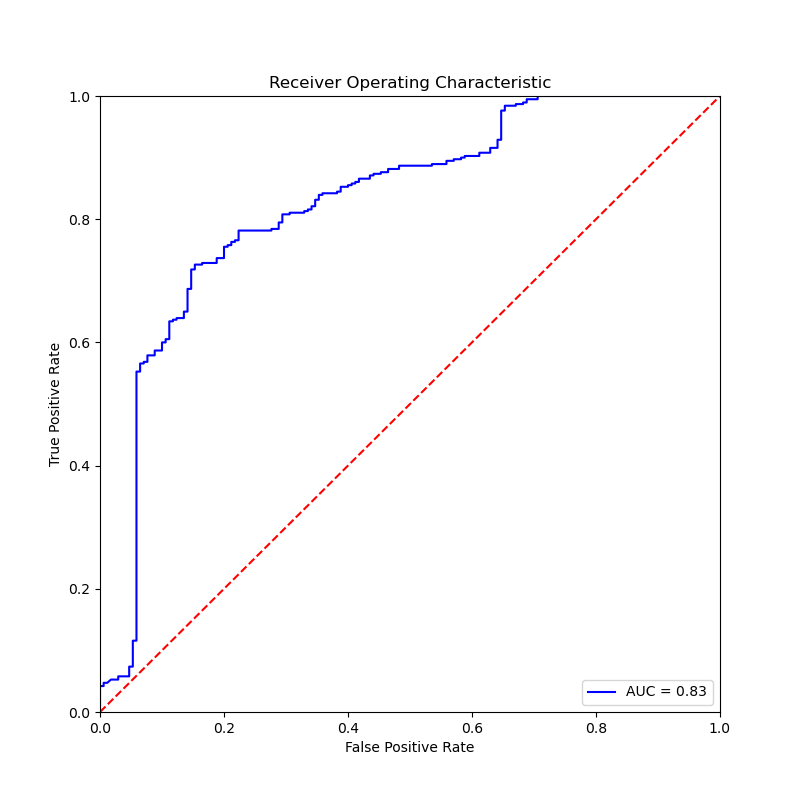 Receiver Operating Characteristic
1.0
0.8
0.6
0.4
0.2
0.0
True Positive Rate
AUC = 0.83
0.0 0.2 0.4 0.6 0.8 1.0
False Positive Rate